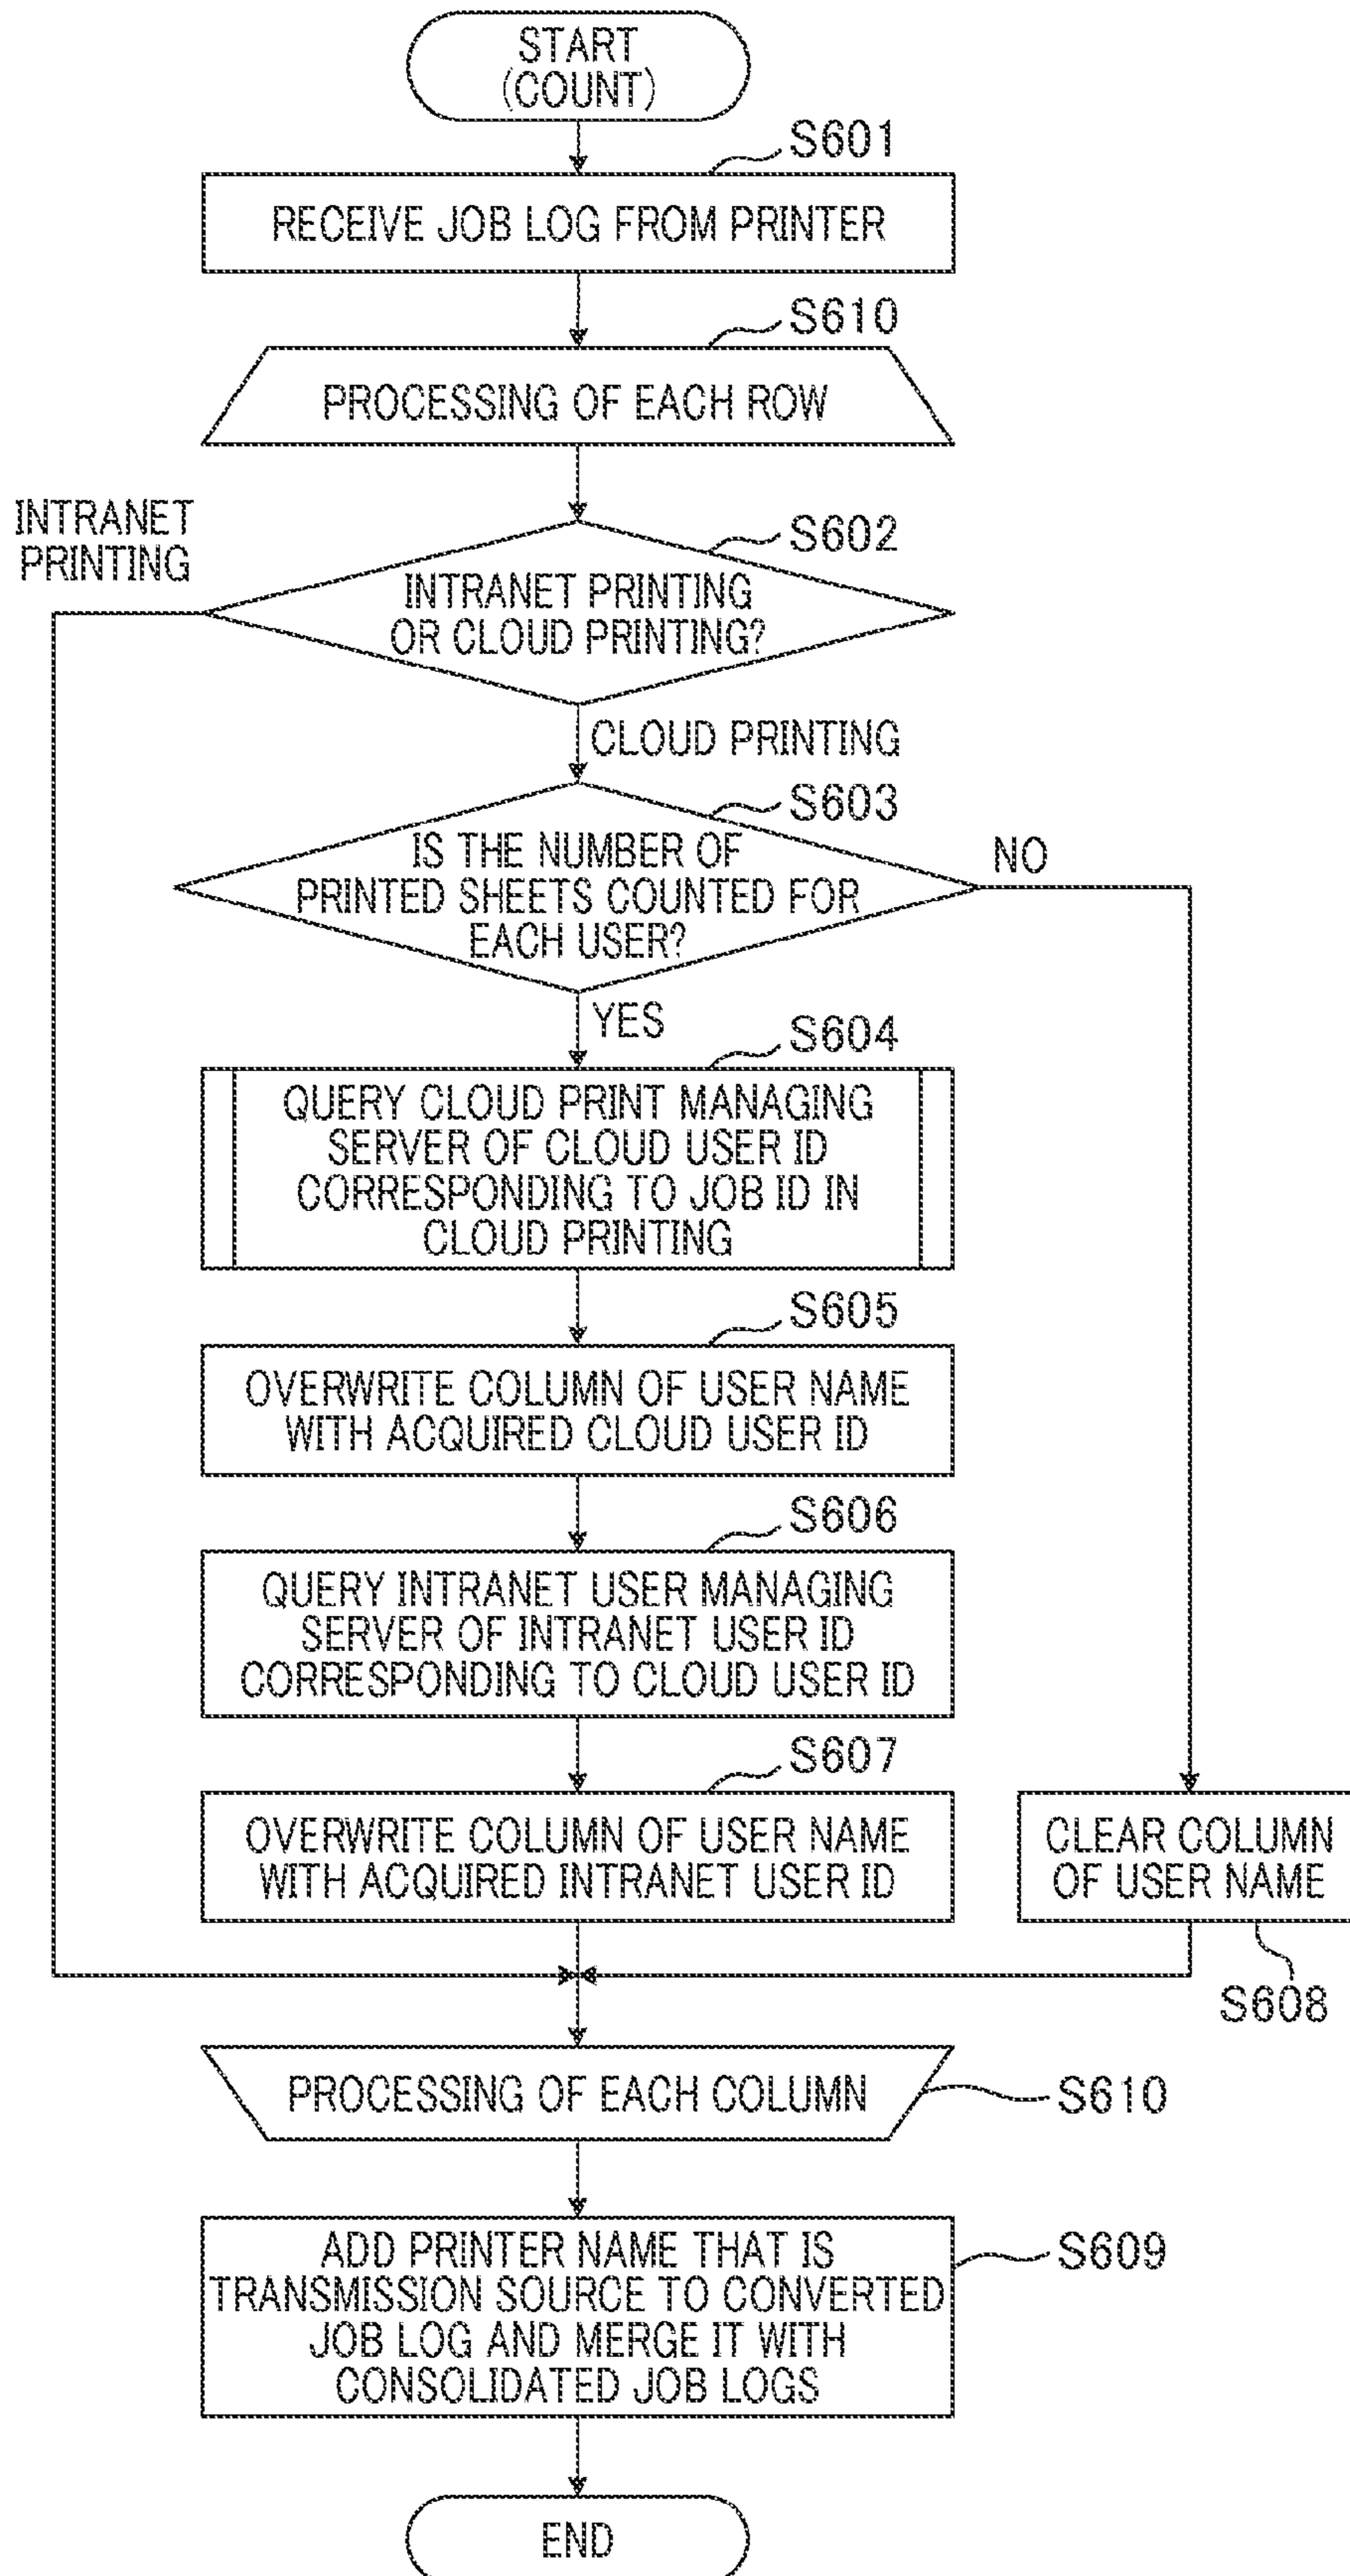 START
(COUNT)
S601
RECEIVE JOB LOG FROM PRINTER
S610
PROCESSING OF EACH ROW
INTRANET
PRINTING
S602
INTRANET PRINTING
OR CLOUD PRINTING?
CLOUD PRINTING
S603
IS THE NUMBER OF
PRINTED SHEETS COUNTED FOR
EACH USER?
NO
YES
S604
QUERY CLOUD PRINT MANAGING
SERVER OF CLOUD USER ID
CORRESPONDING TO JOB ID IN
CLOUD PRINTING
S605
OVERWRITE COLUMN OF USER NAME
WITH ACQUIRED CLOUD USER ID
S606
QUERY INTRANET USER MANAGING
SERVER OF INTRANET USER ID
CORRESPONDING TO CLOUD USER ID
S607
OVERWRITE COLUMN OF USER NAME
WITH ACQUIRED INTRANET USER ID
CLEAR COLUMN
OF USER NAME
S608
PROCESSING OF EACH COLUMN
S610
ADD PRINTER NAME THAT IS
TRANSMISSION SOURCE TO CONVERTED
JOB LOG AND MERGE IT WITH
CONSOLIDATED JOB LOGS
S609
END